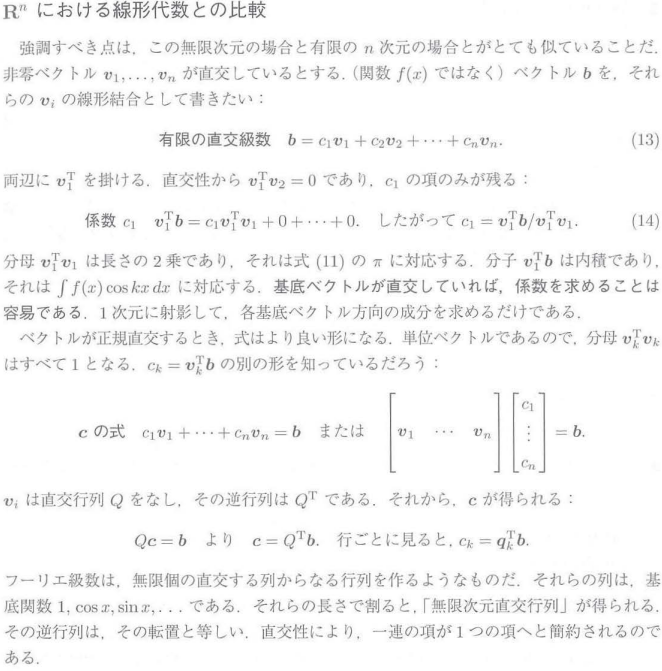 Rⁿ における線形代数との比較
強調すべき点は，この無限次元の場合と有限の n 次元の場合とがとても似ていることだ．
非零ベクトル v₁,...,vₙ が直交しているとする．（関数 f(x) ではなく）ベクトル b を，それ
らの vᵢ の線形結合として書きたい：
有限の直交級数 b = c₁v₁ + c₂v₂ + ⋯ + cₙvₙ. (13)
両辺に v₁ᵀ を掛ける．直交性から v₁ᵀv₂ = 0 であり，c₁ の項のみが残る：
係数 c₁ v₁ᵀb = c₁v₁ᵀv₁ + 0 + ⋯ + 0. したがって c₁ = v₁ᵀb/v₁ᵀv₁. (14)
分母 v₁ᵀv₁ は長さの 2 乗であり，それは式 (11) の π に対応する．分子 v₁ᵀb は内積であり，
それは ∫ f(x) cos kx dx に対応する．基底ベクトルが直交していれば，係数を求めることは
容易である．1 次元に射影して，各基底ベクトル方向の成分を求めるだけである．
ベクトルが正規直交するとき，式はより良い形になる．単位ベクトルであるので，分母 vₖᵀvₖ
はすべて 1 となる．cₖ = vₖᵀb の別の形を知っているだろう：
c の式 c₁v₁ + ⋯ + cₙvₙ = b または [v₁ ⋯ vₙ] [c₁ ⋮ cₙ] = b.
vᵢ は直交行列 Q をなし，その逆行列は Qᵀ である．それから，c が得られる：
Qc = b より c = Qᵀb. 行ごとに見ると, cₖ = qₖᵀb.
フーリエ級数は，無限個の直交する列からなる行列を作るようなものだ．それらの列は，基
底関数 1, cos x, sin x,... である．それらの長さで割ると，「無限次元直交行列」が得られる．
その逆行列は，その転置と等しい．直交性により，一連の項が 1 つの項へと簡約されるので
ある．